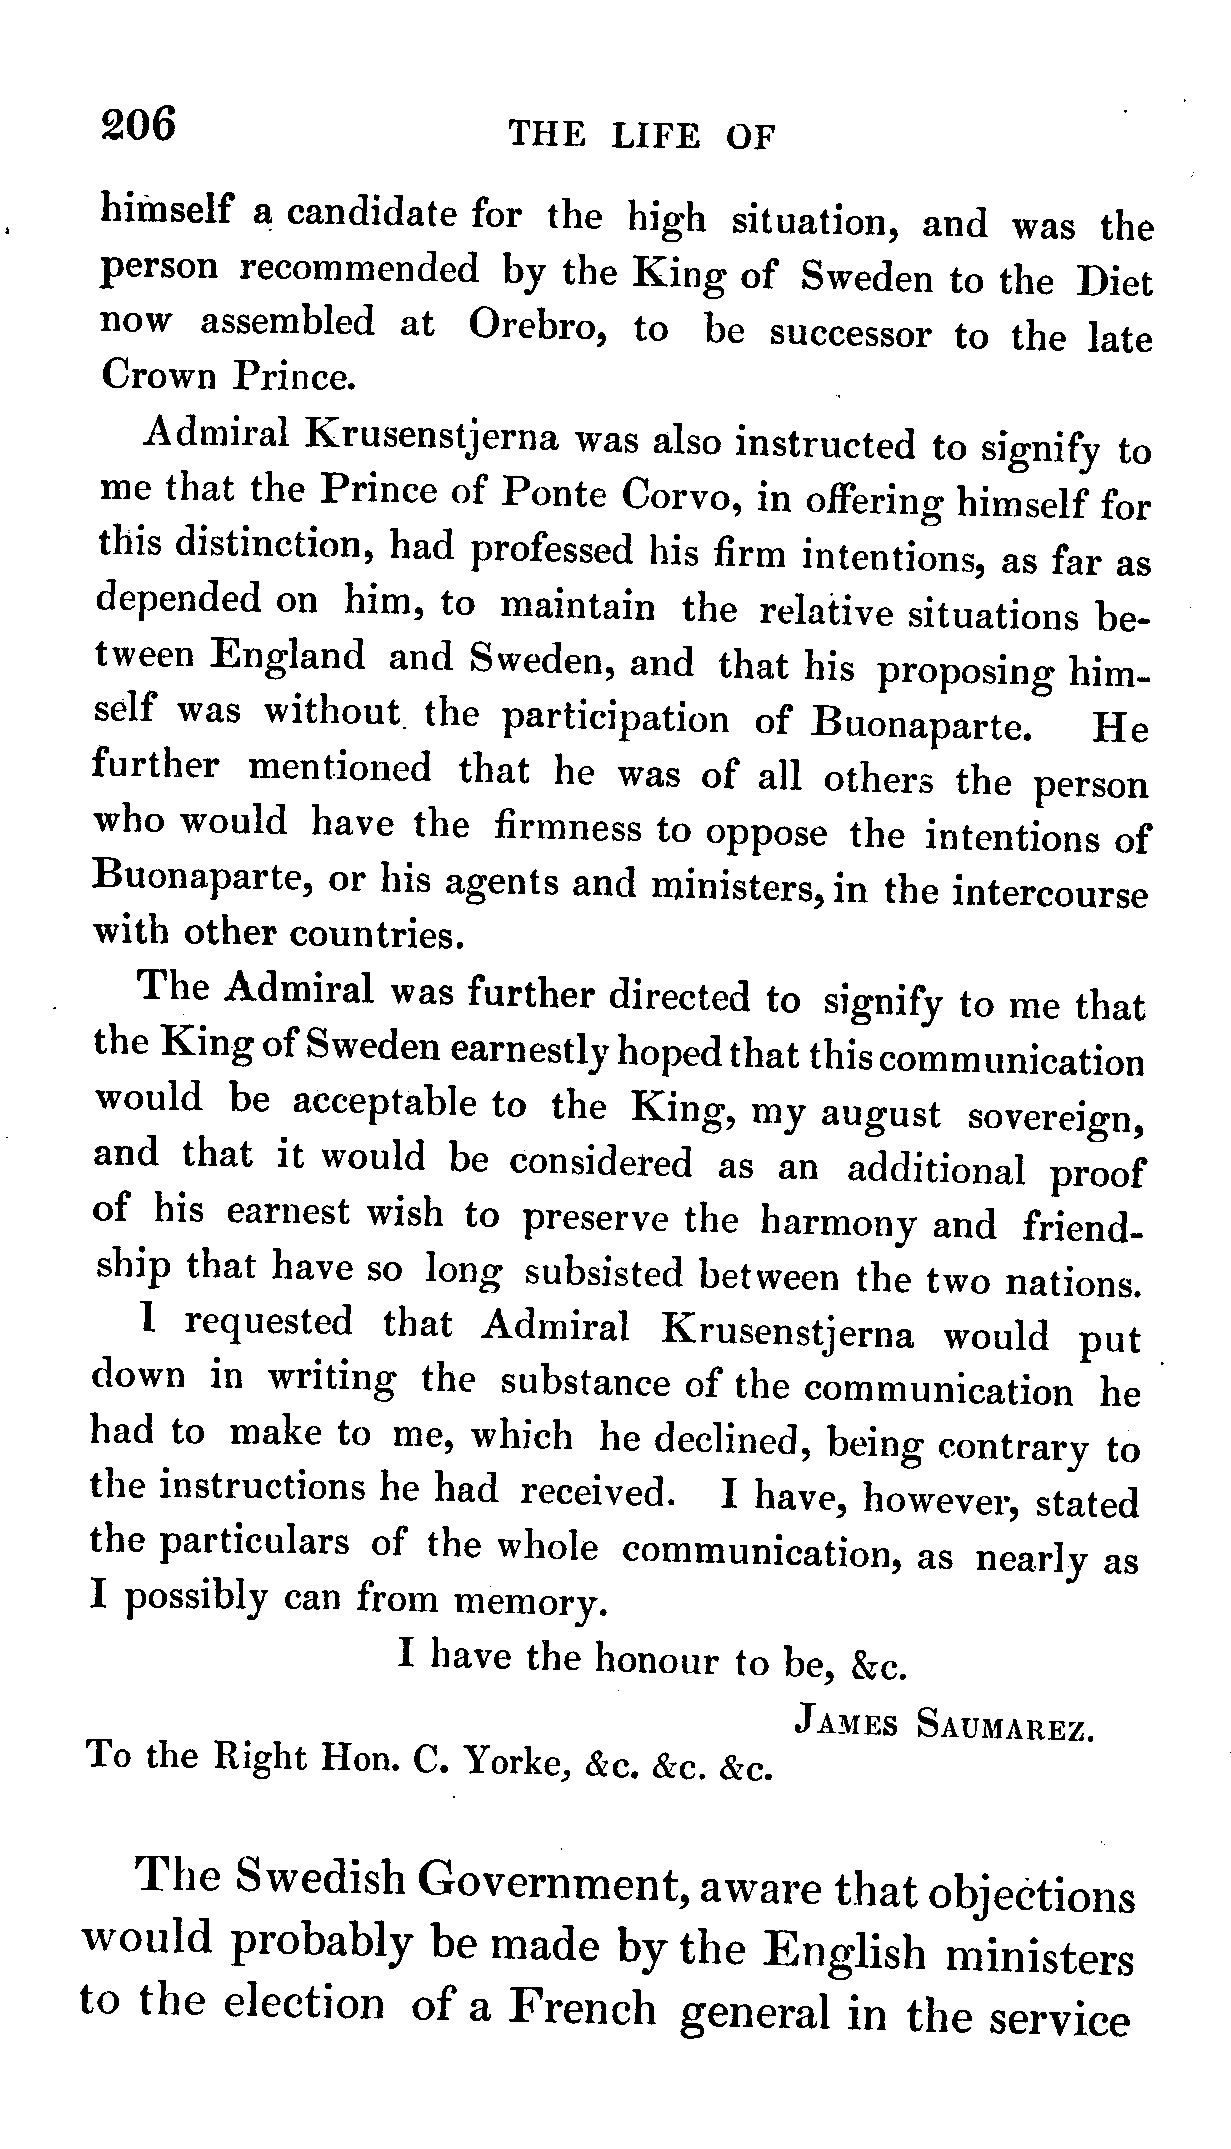 206 THE LIFE OF
himself a candidate for the high situation, and was the
person recommended by the King of Sweden to the Diet
now assembled at Orebro, to be successor to the late
Crown Prince.
Admiral Krusenstjerna was also instructed to signify to
me that the Prince of Ponte Corvo, in offering himself for
this distinction, had professed his firm intentions, as far as
depended on him, to maintain the relative situations be-
tween England and Sweden, and that his proposing him-
self was without the participation of Buonaparte. He
further mentioned that he was of all others the person
who would have the firmness to oppose the intentions of
Buonaparte, or his agents and ministers, in the intercourse
with other countries.
The Admiral was further directed to signify to me that
the King of Sweden earnestly hoped that this communication
would be acceptable to the King, my august sovereign,
and that it would be considered as an additional proof
of his earnest wish to preserve the harmony and friend-
ship that have so long subsisted between the two nations.
I requested that Admiral Krusenstjerna would put
down in writing the substance of the communication he
had to make to me, which he declined, being contrary to
the instructions he had received. I have, however, stated
the particulars of the whole communication, as nearly as
I possibly can from memory.
I have the honour to be, &c.
JAMES SAUMAREZ.
To the Right Hon. C. Yorke, &c. &c. &c.
The Swedish Government, aware that objections
would probably be made by the English ministers
to the election of a French general in the service